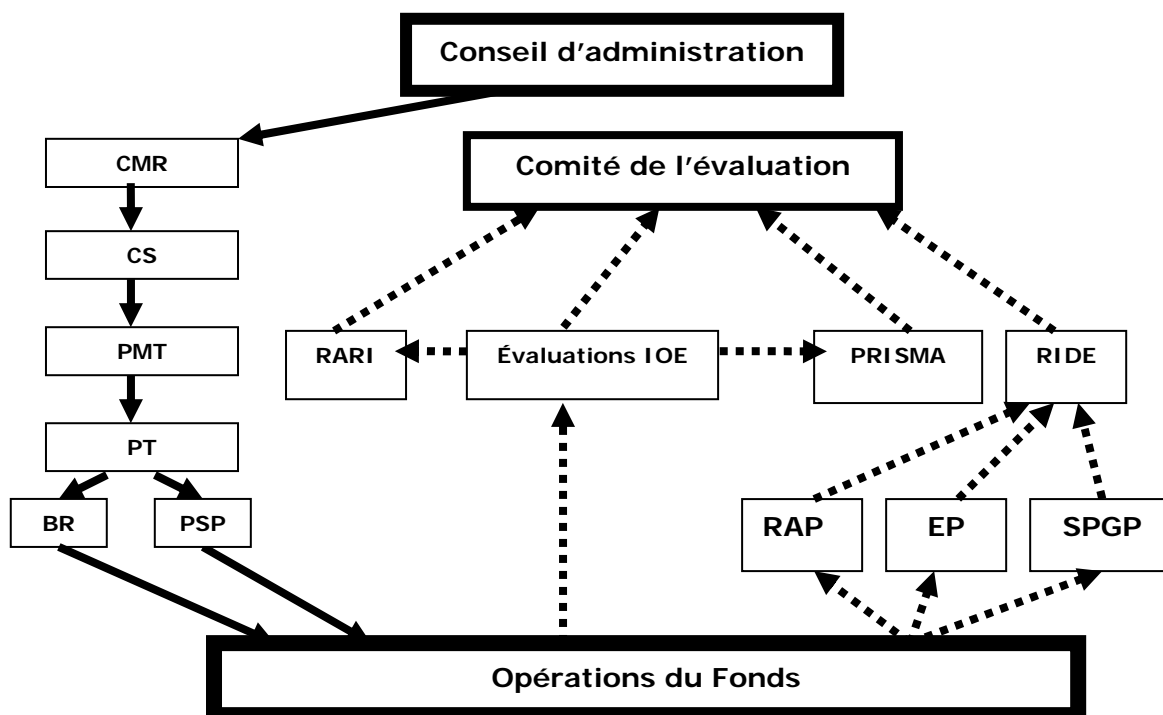 Conseil d'administration
CMR
Comité de l'évaluation
CS
PMT
RARI
Évaluations IOE
PRISMA
RIDE
PT
BR
PSP
RAP
EP
SPGP
Opérations du Fonds